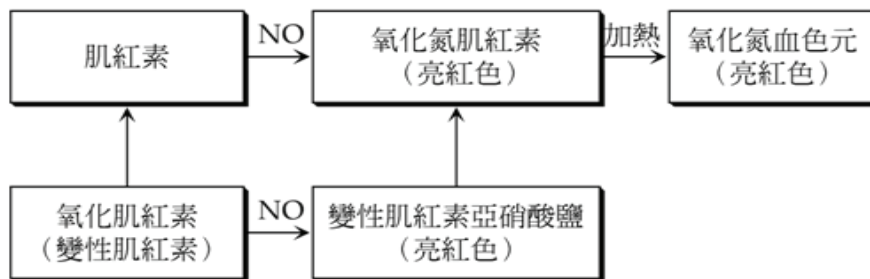 肌紅素
NO
氧化氮肌紅素
（亮紅色）
加熱
氧化氮血色元
（亮紅色）
氧化肌紅素
（變性肌紅素）
NO
變性肌紅素亞硝酸鹽
（亮紅色）